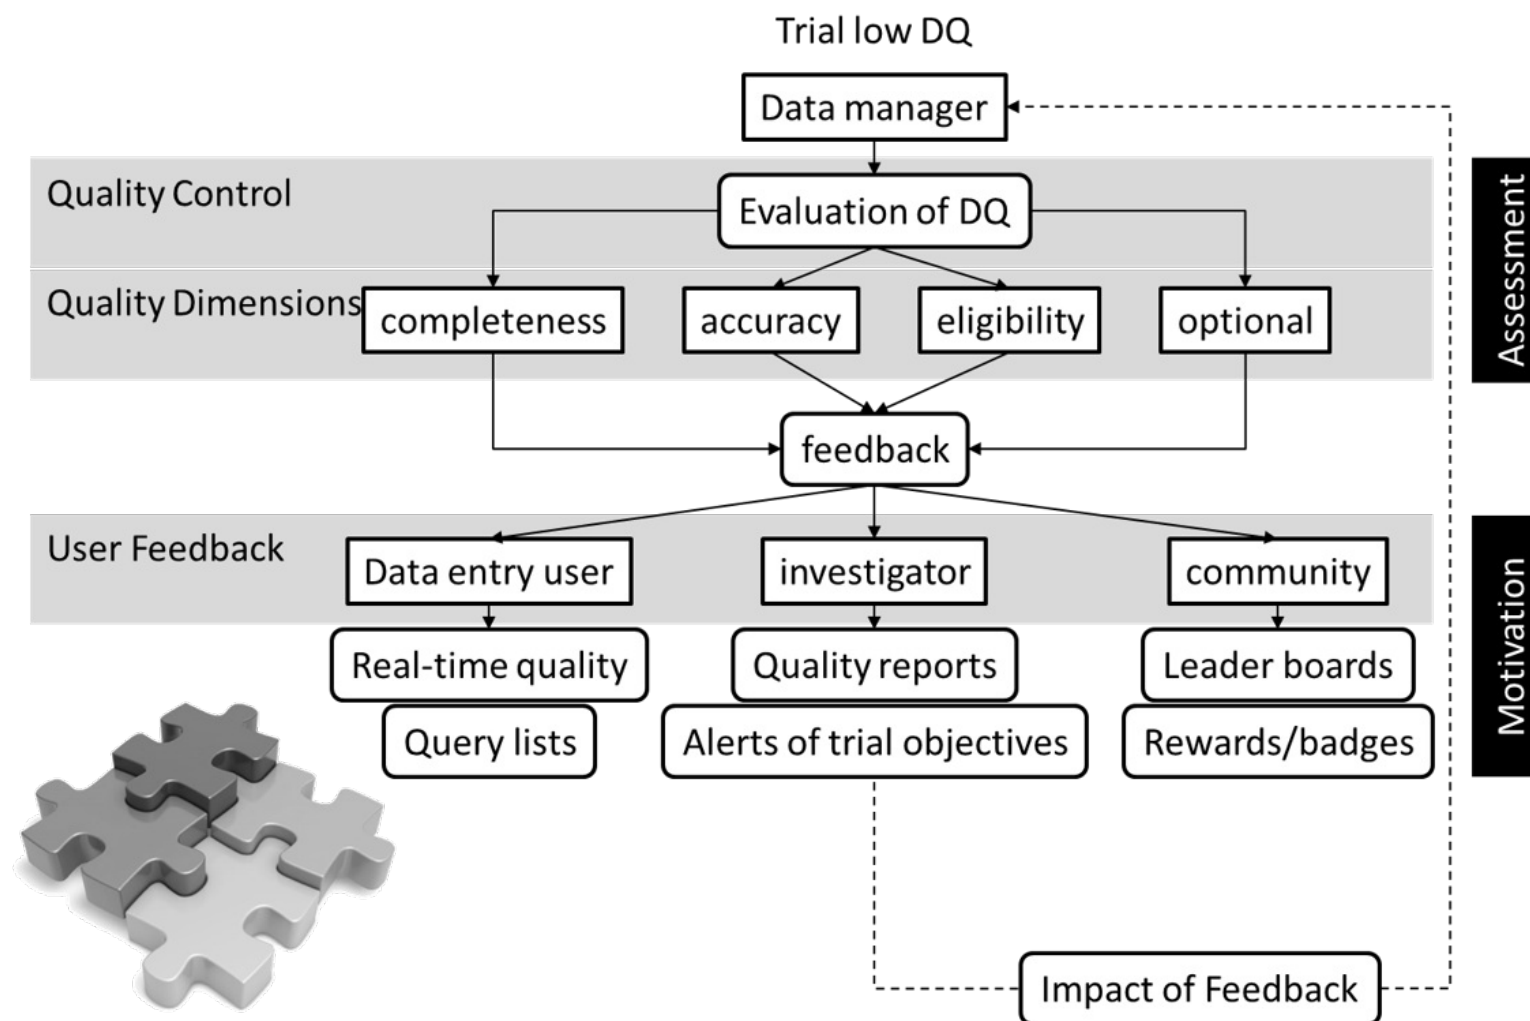 Trial low DQ
Data manager
Quality Control
Evaluation of DQ
Quality Dimensions
completeness
accuracy
eligibility
optional
Assessment
feedback
User Feedback
Data entry user
investigator
community
Real-time quality
Quality reports
Leader boards
Query lists
Alerts of trial objectives
Rewards/badges
Motivation
Impact of Feedback